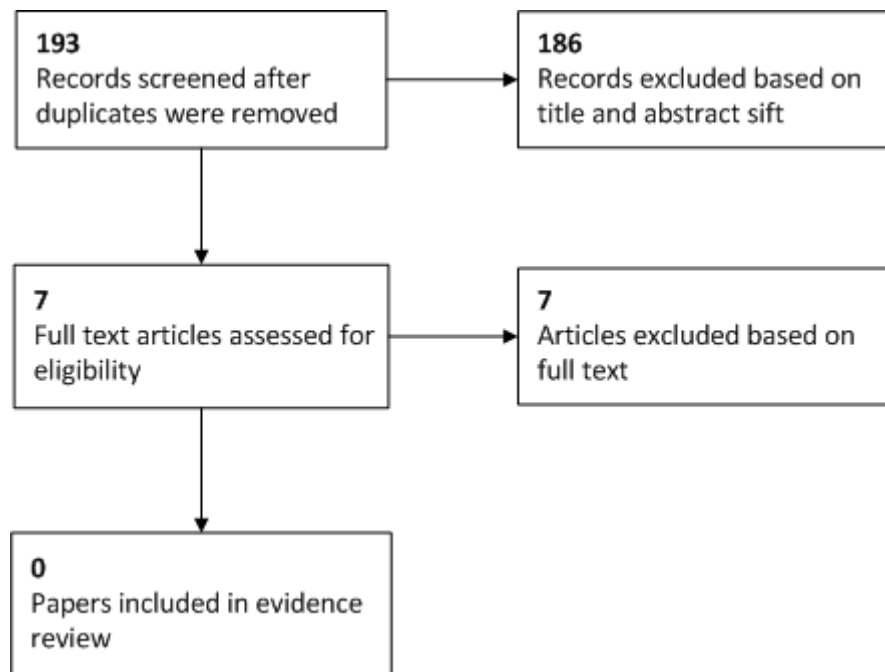 193
Records screened after
duplicates were removed
186
Records excluded based on
title and abstract sift
7
Full text articles assessed for
eligibility
7
Articles excluded based on
full text
0
Papers included in evidence
review